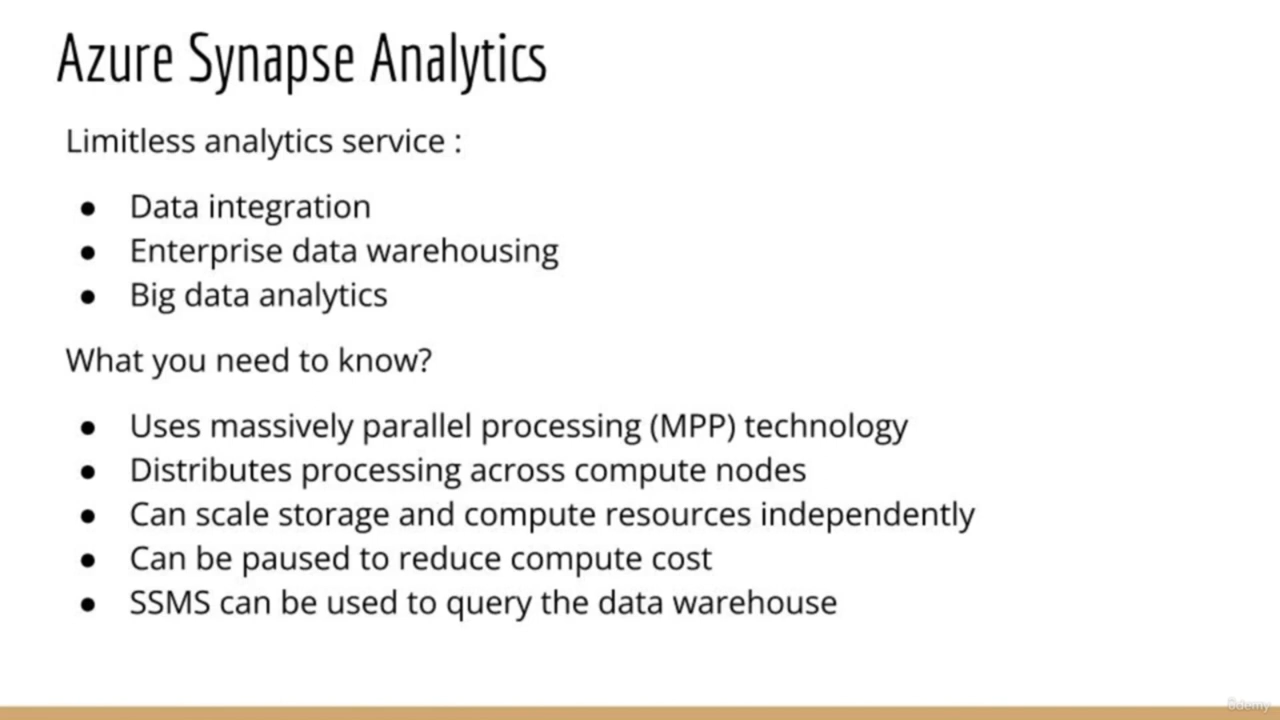 Azure Synapse Analytics
Limitless analytics service :
● Data integration
● Enterprise data warehousing
● Big data analytics
What you need to know?
● Uses massively parallel processing (MPP) technology
● Distributes processing across compute nodes
● Can scale storage and compute resources independently
● Can be paused to reduce compute cost
● SSMS can be used to query the data warehouse
ûdemy